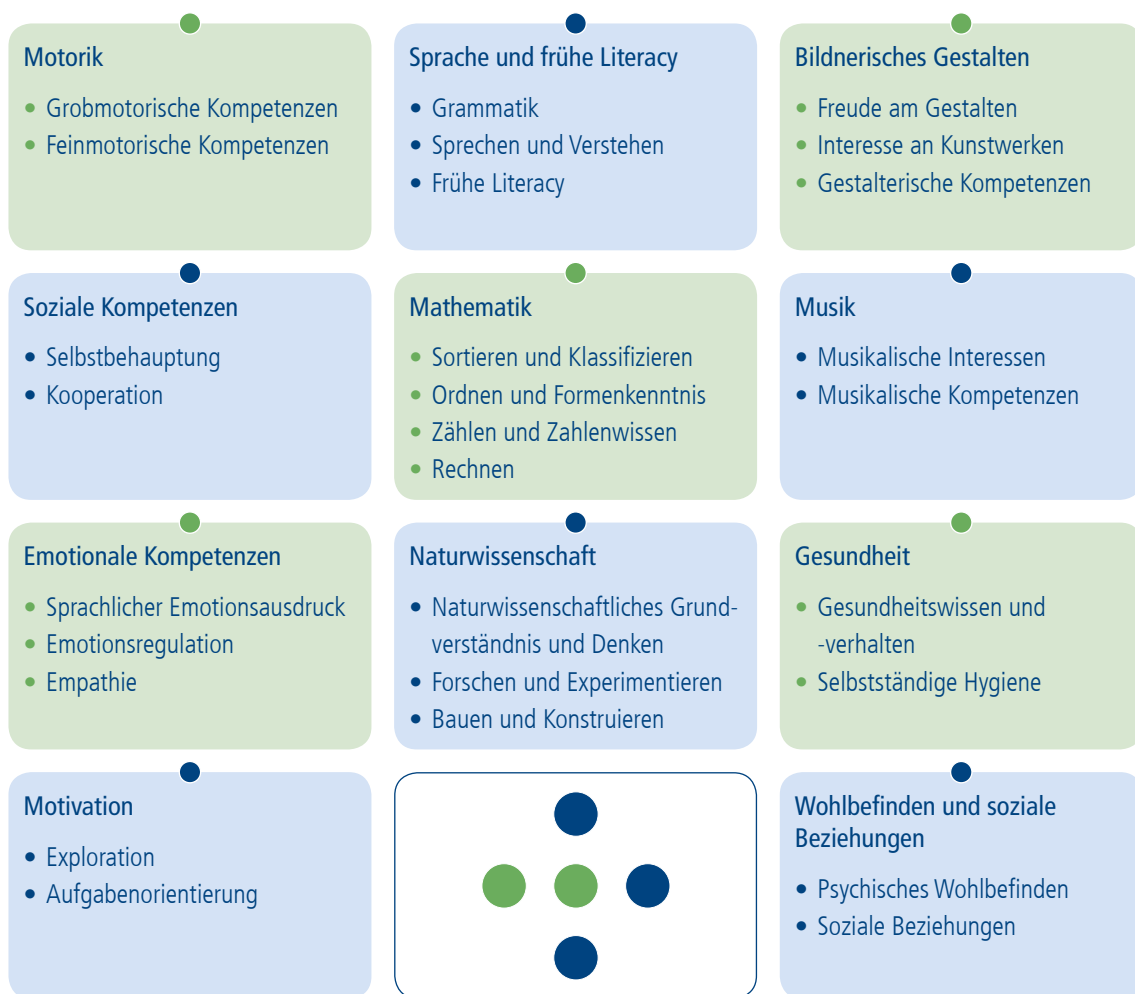 Motorik
• Grobmotorische Kompetenzen
• Feinmotorische Kompetenzen
Sprache und frühe Literacy
• Grammatik
• Sprechen und Verstehen
• Frühe Literacy
Bildnerisches Gestalten
• Freude am Gestalten
• Interesse an Kunstwerken
• Gestalterische Kompetenzen
Soziale Kompetenzen
• Selbstbehauptung
• Kooperation
Mathematik
• Sortieren und Klassifizieren
• Ordnen und Formenkenntnis
• Zählen und Zahlenwissen
• Rechnen
Musik
• Musikalische Interessen
• Musikalische Kompetenzen
Emotionale Kompetenzen
• Sprachlicher Emotionsausdruck
• Emotionsregulation
• Empathie
Naturwissenschaft
• Naturwissenschaftliches Grund-
verständnis und Denken
• Forschen und Experimentieren
• Bauen und Konstruieren
Gesundheit
• Gesundheitswissen und
-verhalten
• Selbstständige Hygiene
Motivation
• Exploration
• Aufgabenorientierung
Wohlbefinden und soziale
Beziehungen
• Psychisches Wohlbefinden
• Soziale Beziehungen